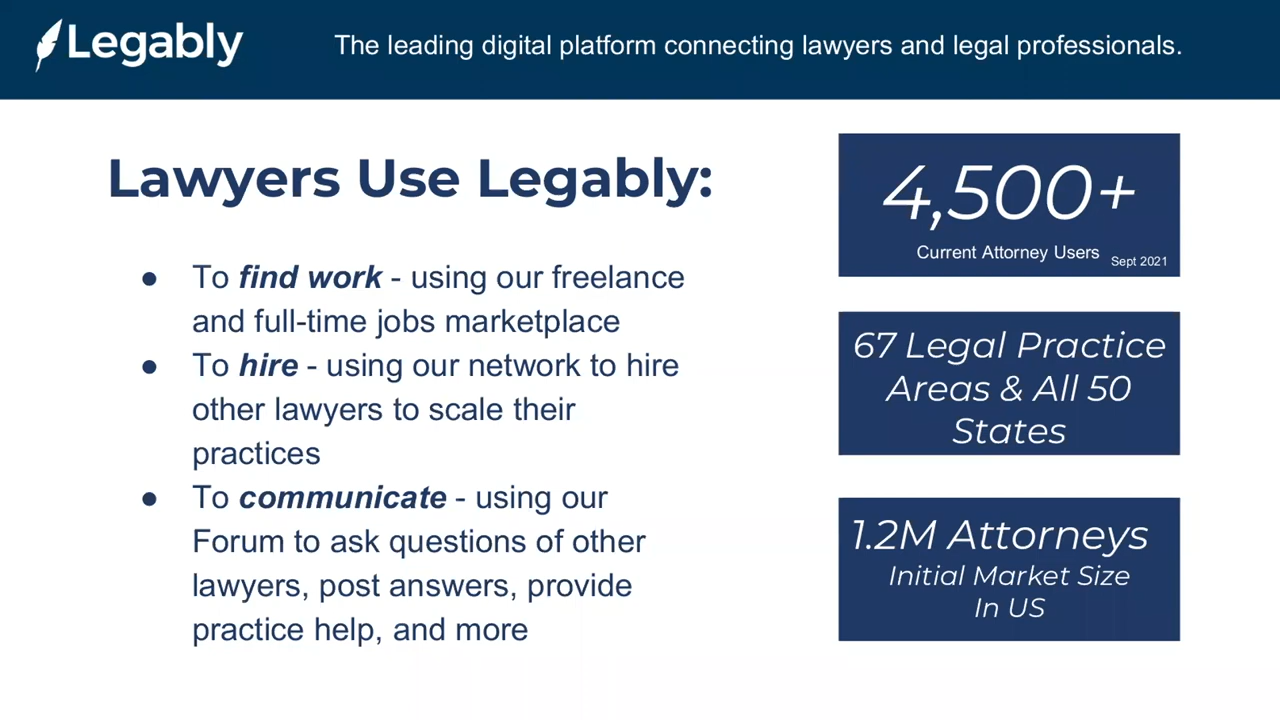 Legably
The leading digital platform connecting lawyers and legal professionals.
Lawyers Use Legably:
● To find work - using our freelance
and full-time jobs marketplace
● To hire - using our network to hire
other lawyers to scale their
practices
● To communicate - using our
Forum to ask questions of other
lawyers, post answers, provide
practice help, and more
4,500+
Current Attorney Users Sept 2021
67 Legal Practice
Areas & All 50
States
1.2M Attorneys
Initial Market Size
In US